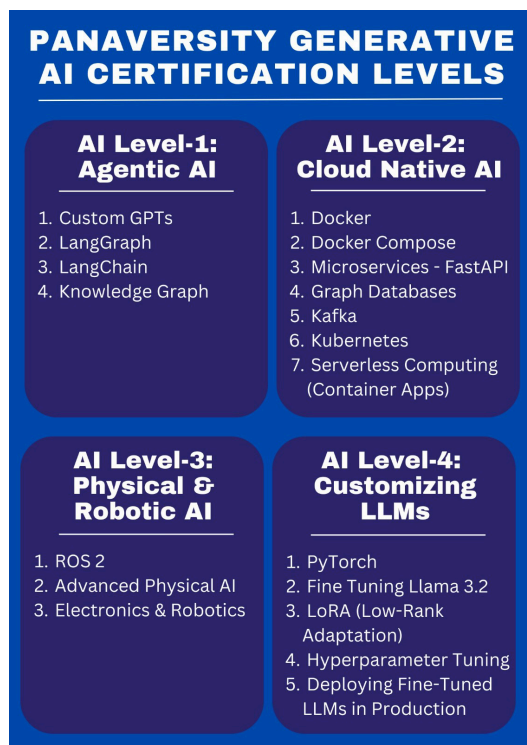 PANAVERSITY GENERATIVE
AI CERTIFICATION LEVELS
AI Level-1:
Agentic AI
1. Custom GPTs
2. LangGraph
3. LangChain
4. Knowledge Graph
AI Level-2:
Cloud Native AI
1. Docker
2. Docker Compose
3. Microservices - FastAPI
4. Graph Databases
5. Kafka
6. Kubernetes
7. Serverless Computing
(Container Apps)
AI Level-3:
Physical &
Robotic AI
1. ROS 2
2. Advanced Physical AI
3. Electronics & Robotics
AI Level-4:
Customizing
LLMs
1. PyTorch
2. Fine Tuning Llama 3.2
3. LoRA (Low-Rank
Adaptation)
4. Hyperparameter Tuning
5. Deploying Fine-Tuned
LLMs in Production